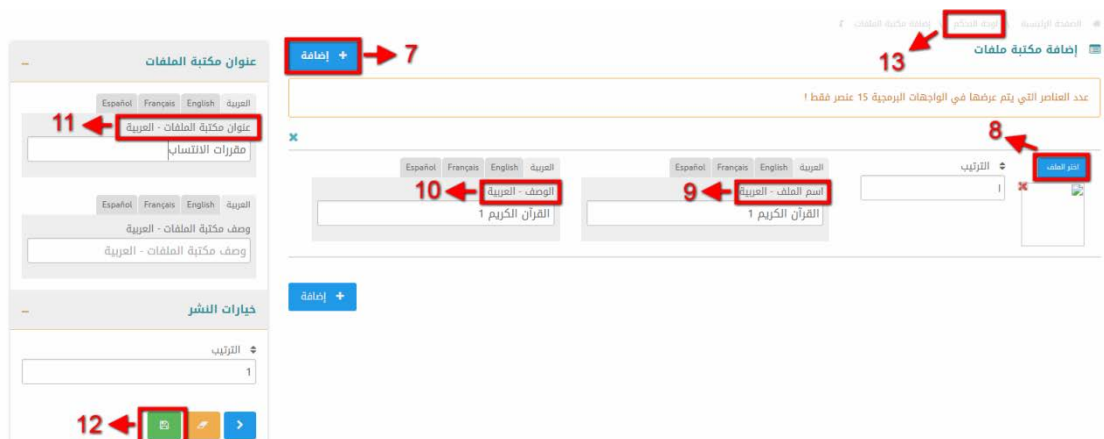 الصفحة الرئيسية
لوحة التحكم
إضافة مكتبة ملفات
13
إضافة مكتبة ملفات
+ إضافة
7
عدد العناصر التي يتم عرضها في الواجهات البرمجية 15 عنصر فقط !
8
اختر الملف
الترتيب
1
العربية English Français Español
اسم الملف - العربية
9
القرآن الكريم 1
العربية English Français Español
الوصف - العربية
10
القرآن الكريم 1
+ إضافة
عنوان مكتبة الملفات
العربية English Français Español
عنوان مكتبة الملفات - العربية
11
مقررات الانتساب
العربية English Français Español
وصف مكتبة الملفات - العربية
وصف مكتبة الملفات - العربية
خيارات النشر
الترتيب
1
12